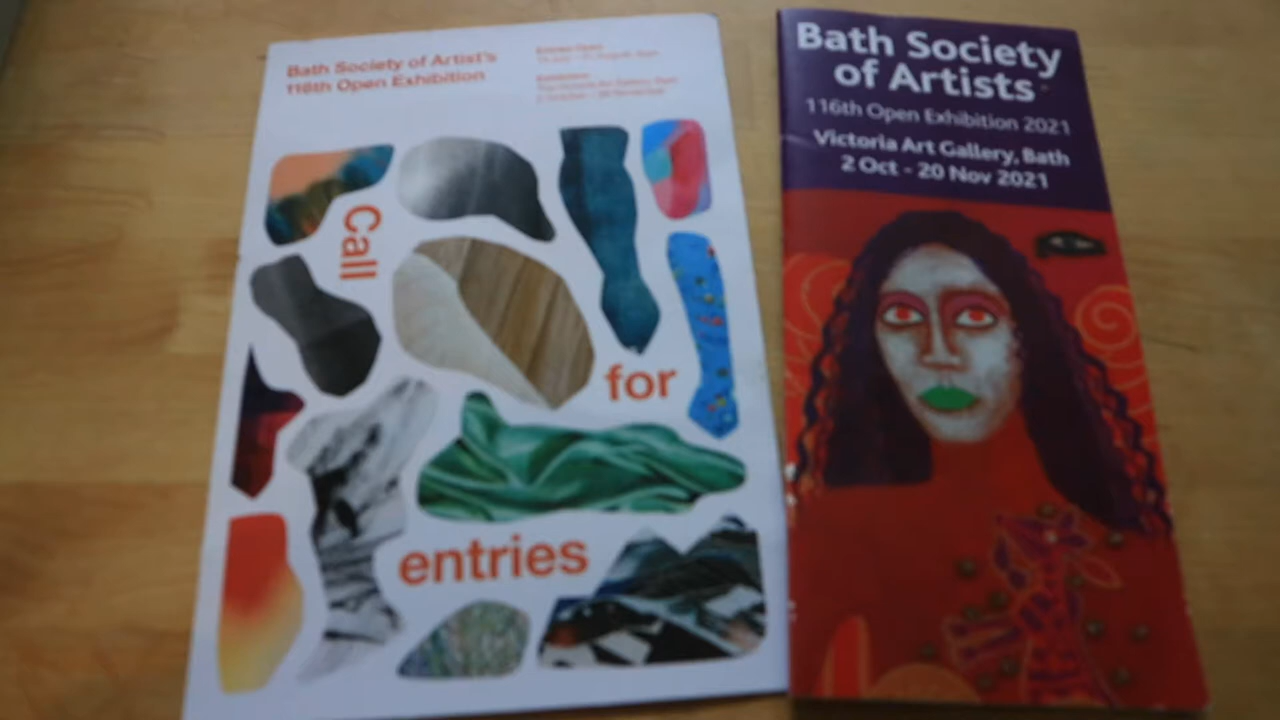 Bath Society of Artist's
116th Open Exhibition
Call
for
entries
Bath Society
of Artists
116th Open Exhibition 2021
Victoria Art Gallery, Bath
2 Oct - 20 Nov 2021